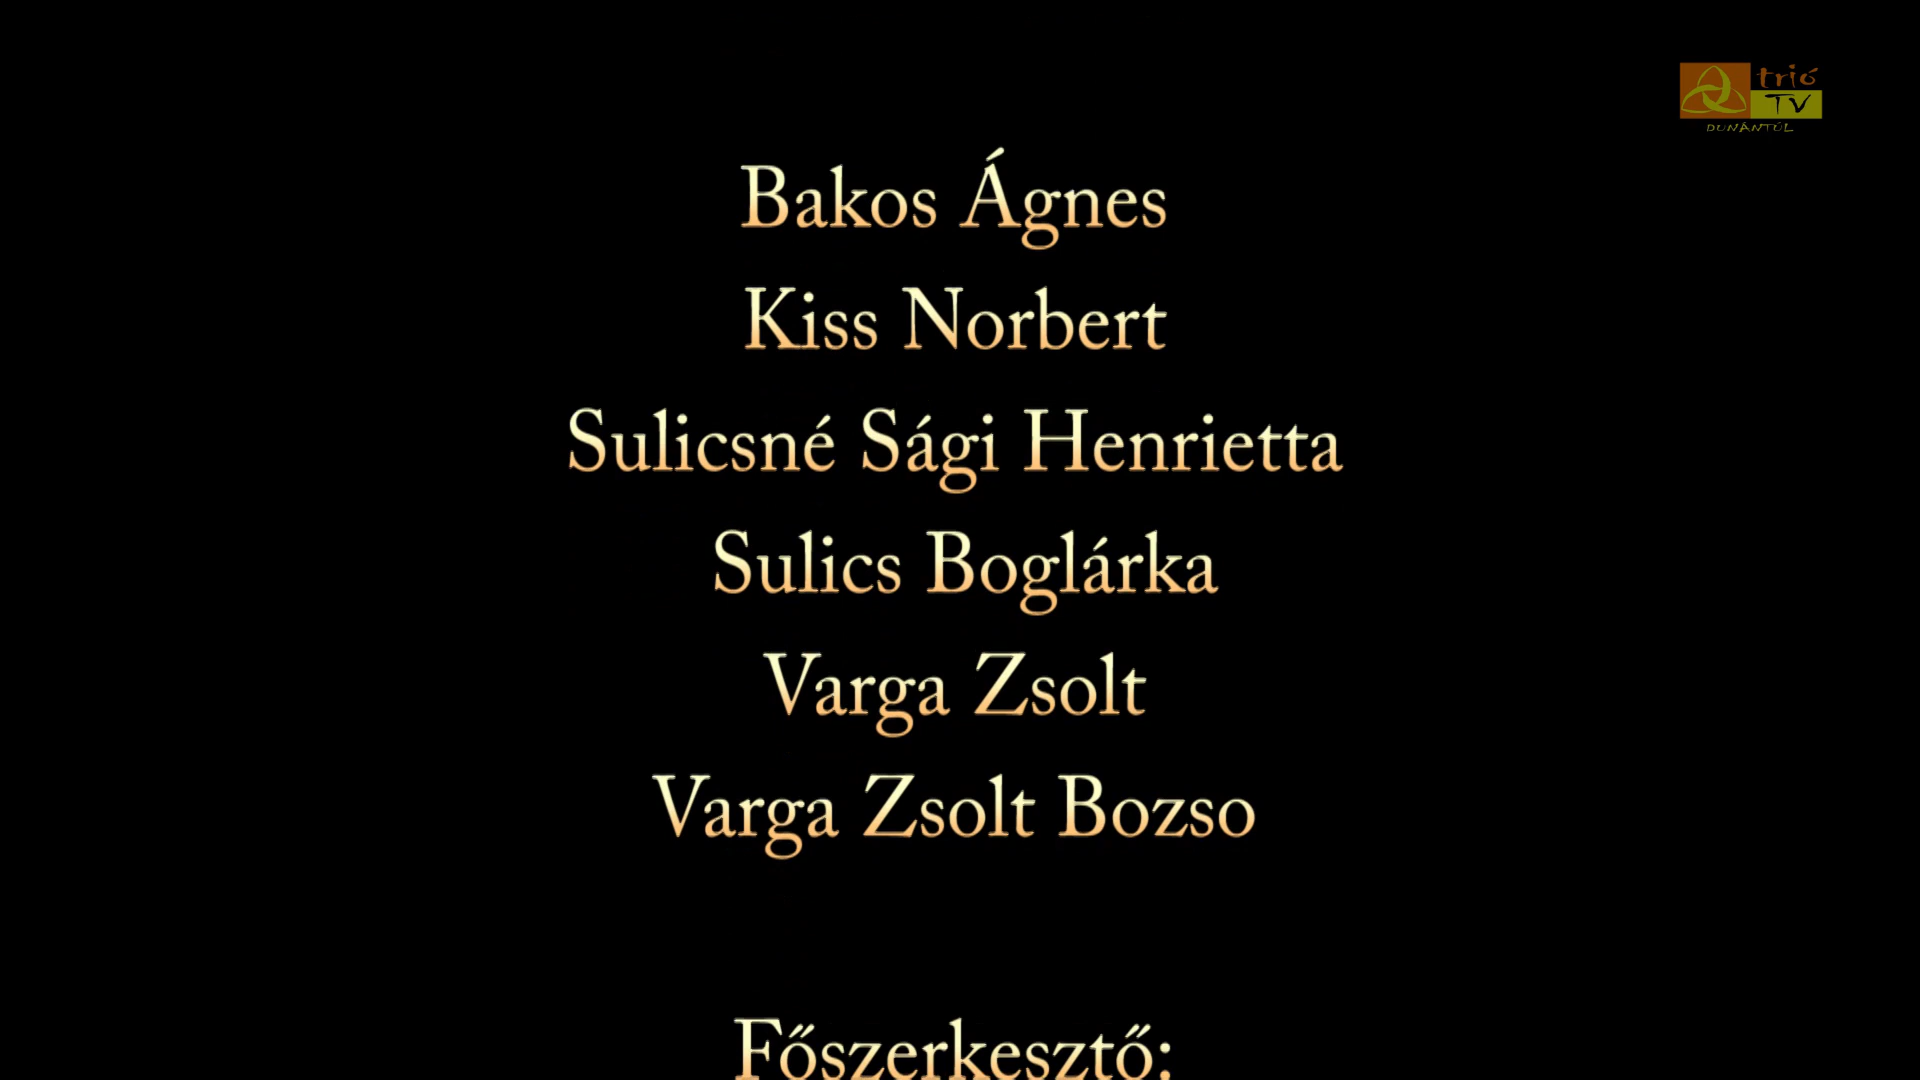 trió
TV
DUNÁNTÚL
Bakos Ágnes
Kiss Norbert
Sulicsné Sági Henrietta
Sulics Boglárka
Varga Zsolt
Varga Zsolt Bozso
Főszerkesztő: